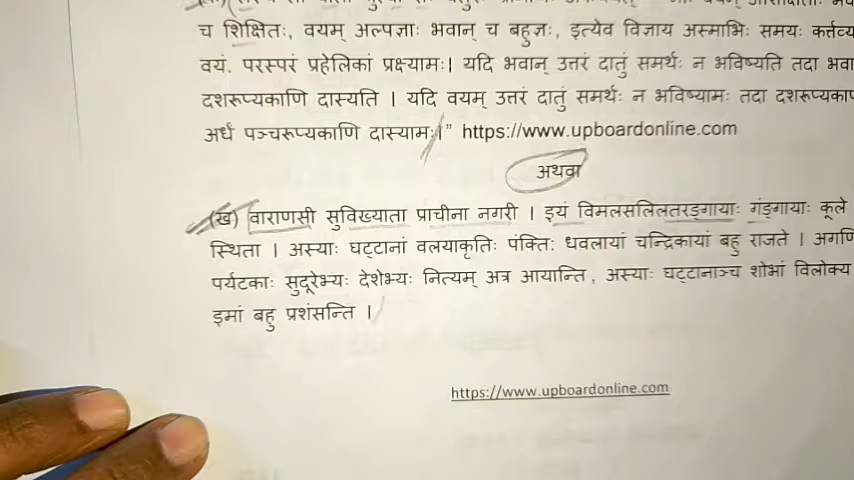 च शिक्षितः, वयम् अल्पज्ञाः भवान् च बहुज्ञः, इत्येव विज्ञाय अस्माभिः समयः कर्त्तव्य
वयं. परस्परं प्रहेलिकां प्रक्ष्यामः। यदि भवान् उत्तरं दातुं समर्थः न भविष्यति तदा भवा
दशरूप्यकाणि दास्यति । यदि वयम् उत्तरं दातुं समर्थः न भविष्यामः तदा दशरूप्यका
अर्धं पञ्चरूप्यकाणि दास्यामः।” https://www.upboardonline.com
अथवा
(ख) वाराणसी सुविख्याता प्राचीना नगरी । इयं विमलसलिलतरङ्गायाः गंङ्गायाः कूले
स्थिता । अस्याः घट्टानां वलयाकृतिः पंक्तिः धवलायां चन्द्रिकायां बहु राजते । अगणि
पर्यटकाः सुदूरेभ्यः देशेभ्यः नित्यम् अत्र आयान्ति , अस्याः घट्टानाञ्च शोभां विलोक्य
इमां बहु प्रशंसन्ति ।
https://www.upboardonline.com